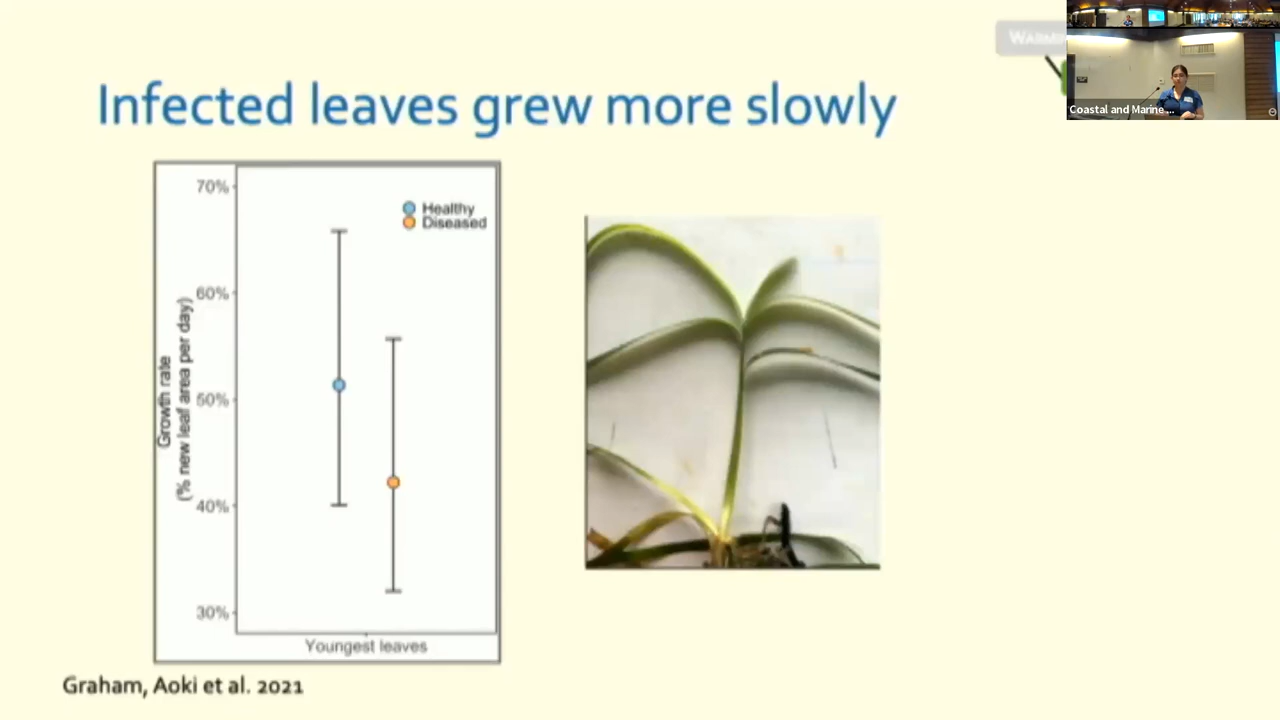 Infected leaves grew more slowly
Coastal and Marine ...
70%
60%
50%
40%
30%
Growth rate
(% new leaf area per day)
Healthy
Diseased
Youngest leaves
Graham, Aoki et al. 2021